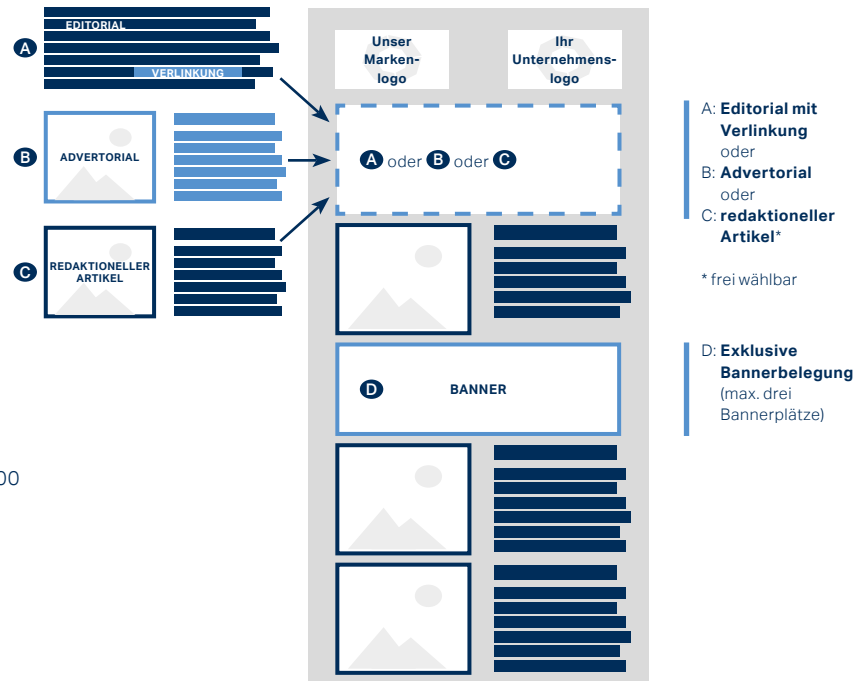 A
EDITORIAL
VERLINKUNG
B
ADVERTORIAL
C
REDAKTIONELLER
ARTIKEL
00
Unser
Marken-
logo
Ihr
Unternehmens-
logo
A oder B oder C
D BANNER
A: Editorial mit
Verlinkung
oder
B: Advertorial
oder
C: redaktioneller
Artikel*
* frei wählbar
D: Exklusive
Bannerbelegung
(max. drei
Bannerplätze)